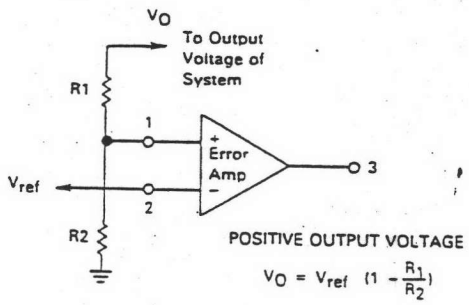 VO
To Output
Voltage of
System
R1
1
+
Error
Amp
−
3
Vref
2
R2
POSITIVE OUTPUT VOLTAGE
VO = Vref (1 - R1/R2)